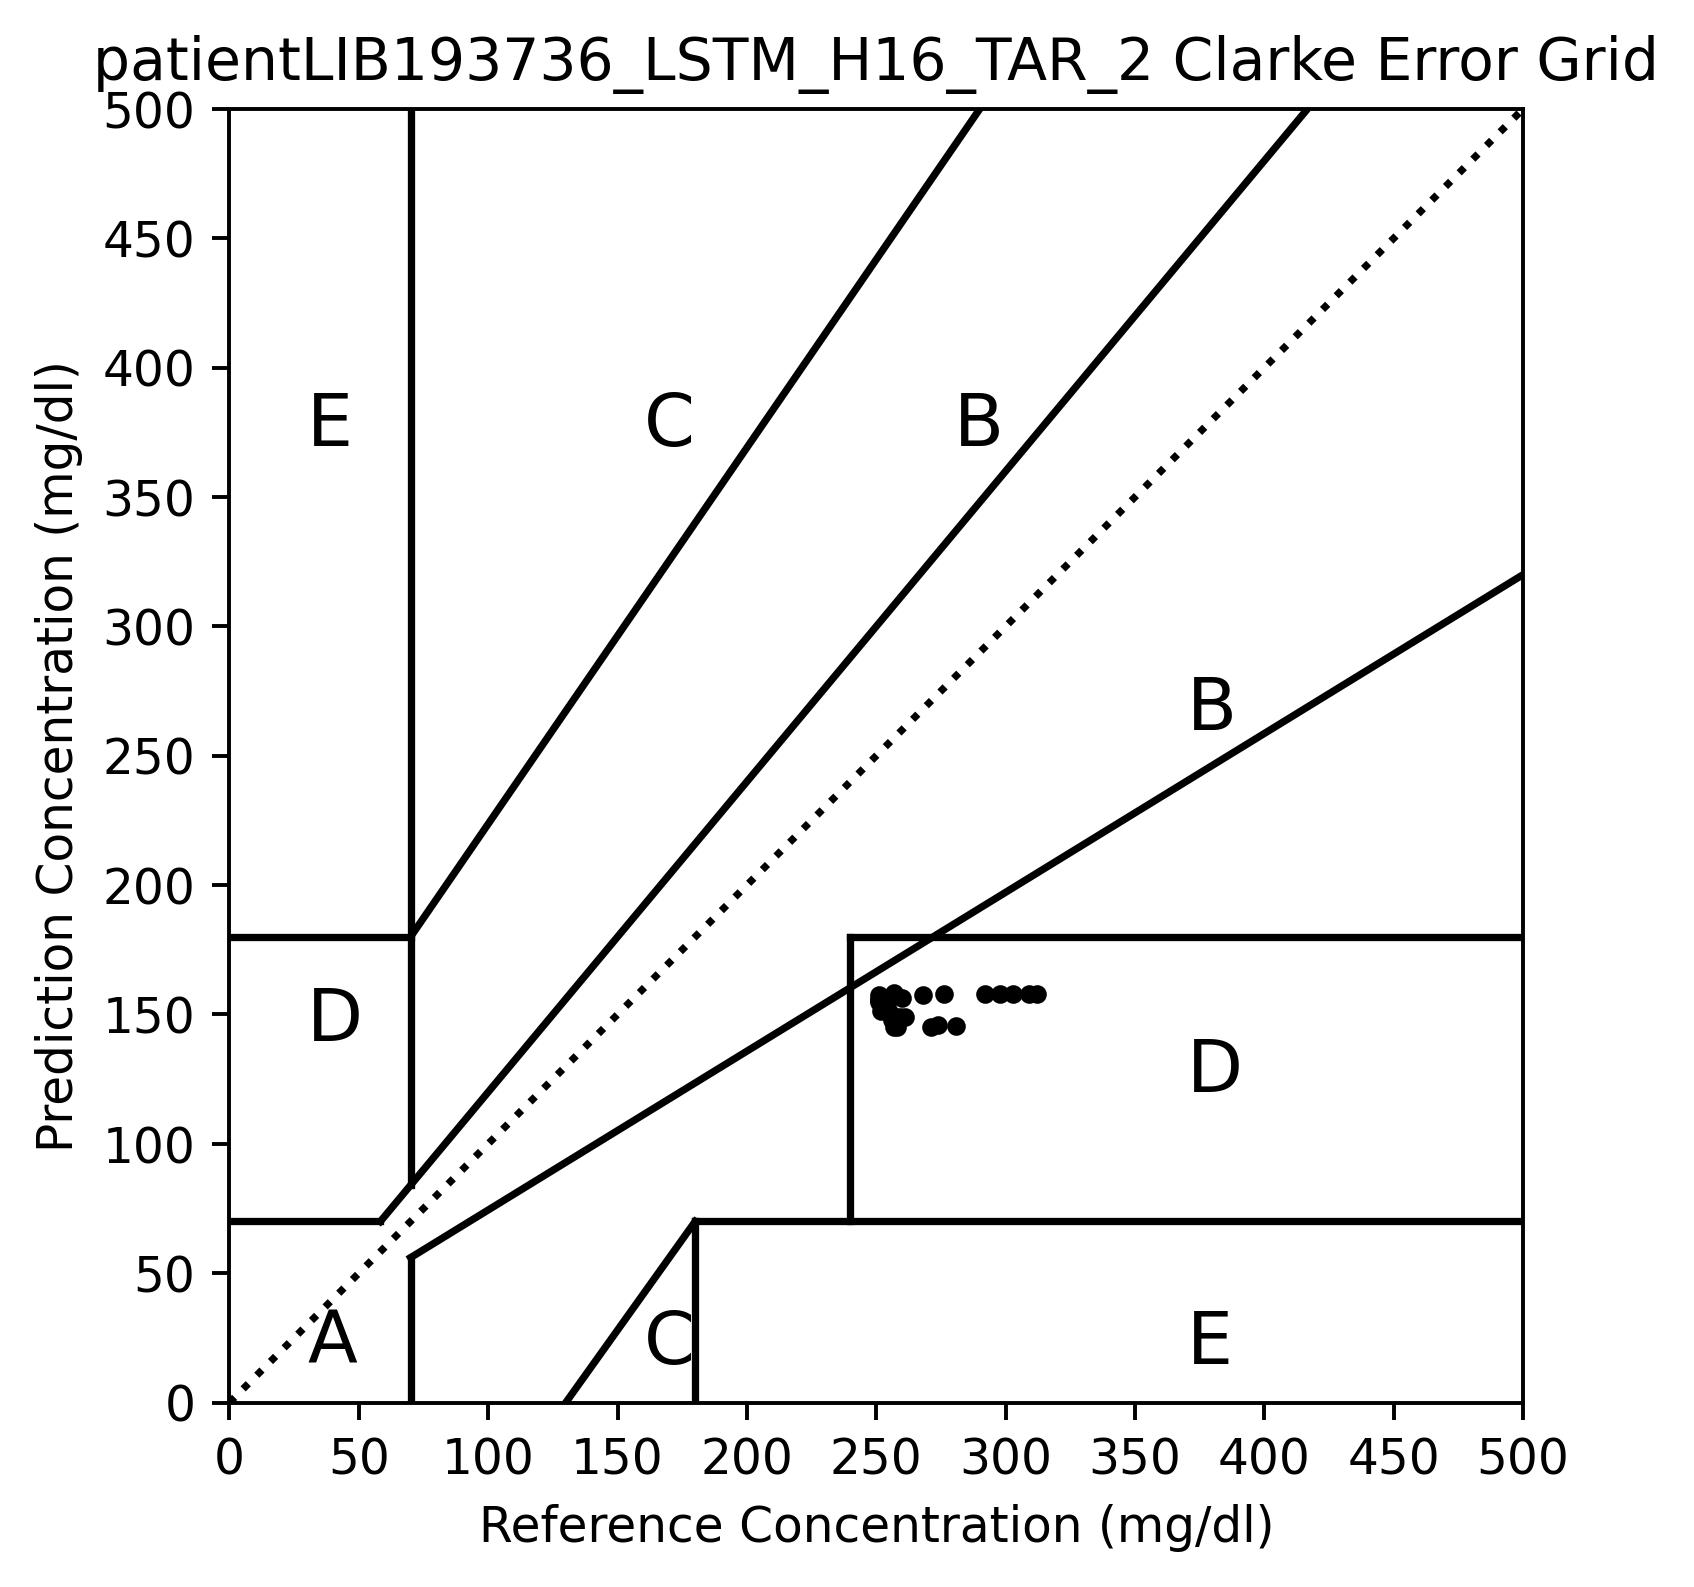 patientLIB193736_LSTM_H16_TAR_2 Clarke Error Grid
500
450
400
350
300
250
200
150
100
50
0
Prediction Concentration (mg/dl)
E
C
B
B
D
D
A
C
E
0 50 100 150 200 250 300 350 400 450 500
Reference Concentration (mg/dl)